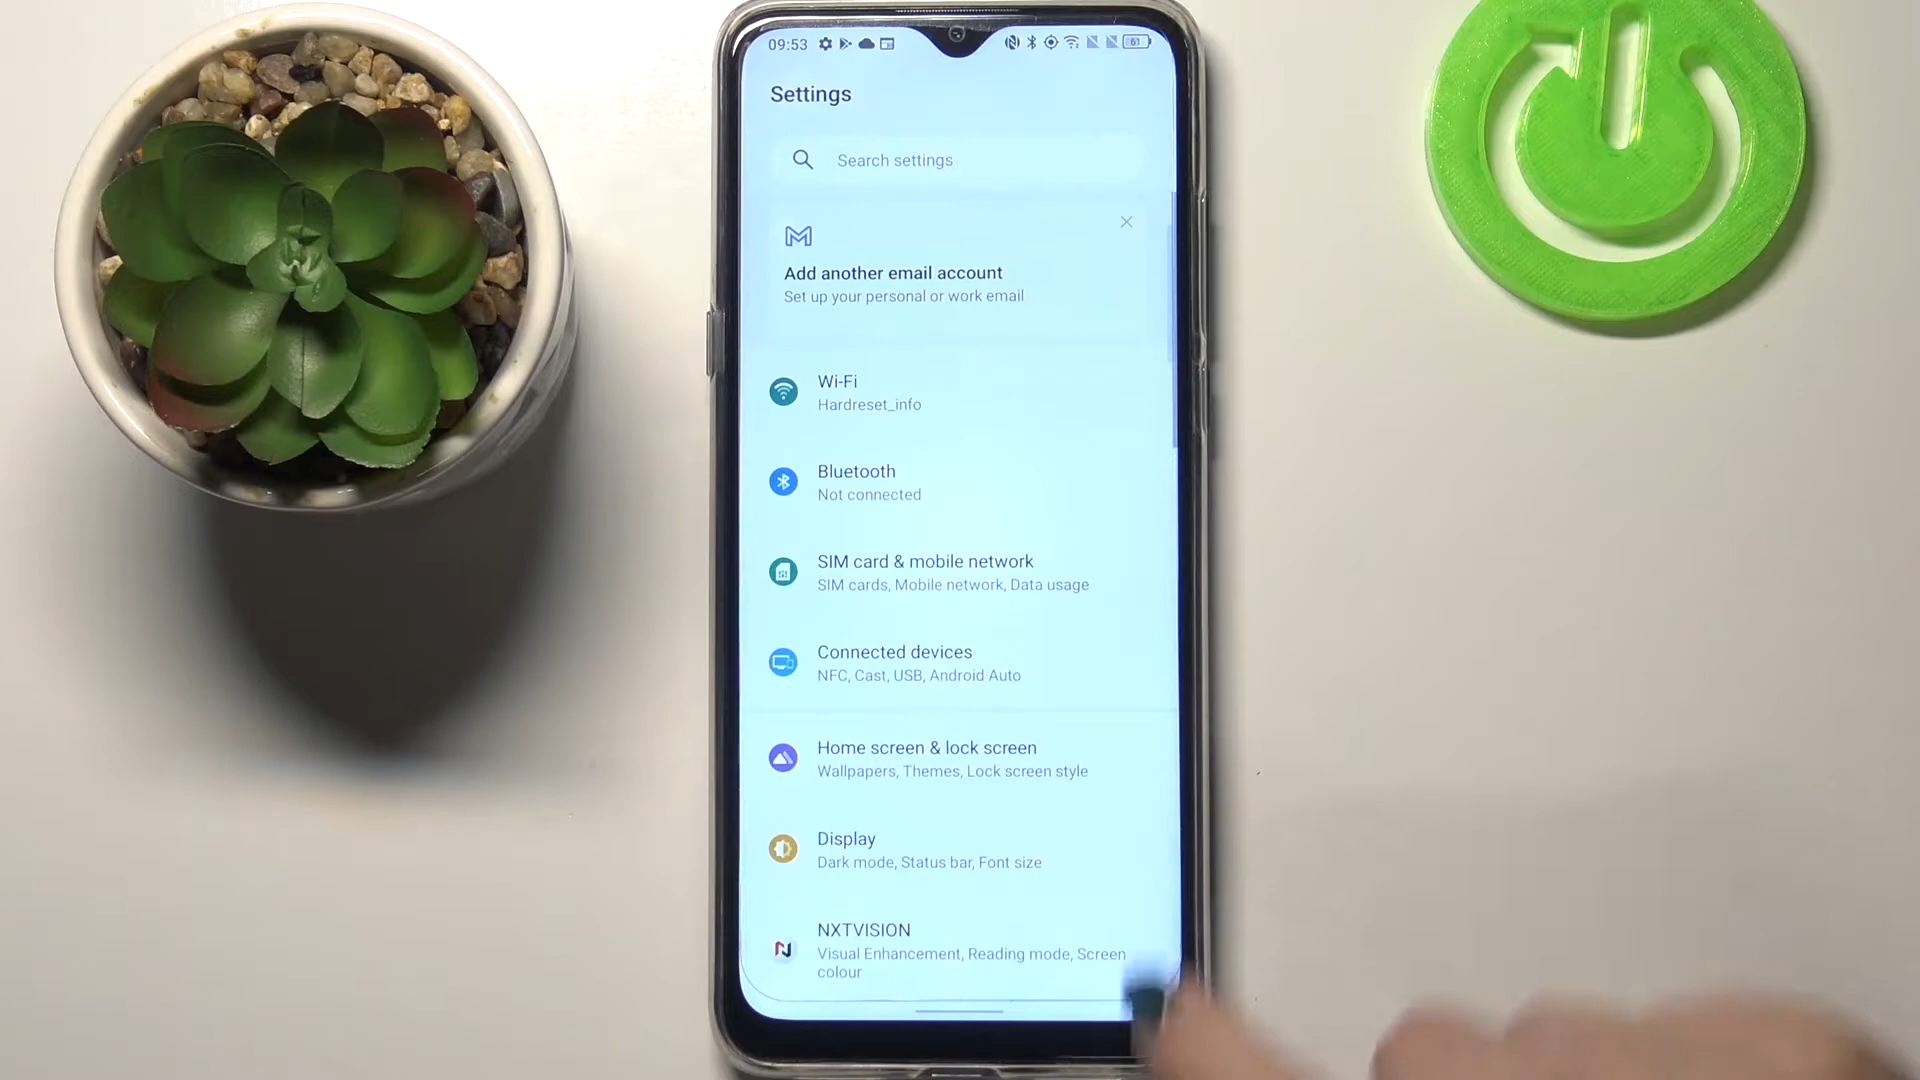 09:53
61
Settings
Search settings
Add another email account
Set up your personal or work email
Wi-Fi
Hardreset_info
Bluetooth
Not connected
SIM card & mobile network
SIM cards, Mobile network, Data usage
Connected devices
NFC, Cast, USB, Android Auto
Home screen & lock screen
Wallpapers, Themes, Lock screen style
Display
Dark mode, Status bar, Font size
NXTVISION
Visual Enhancement, Reading mode, Screen
colour